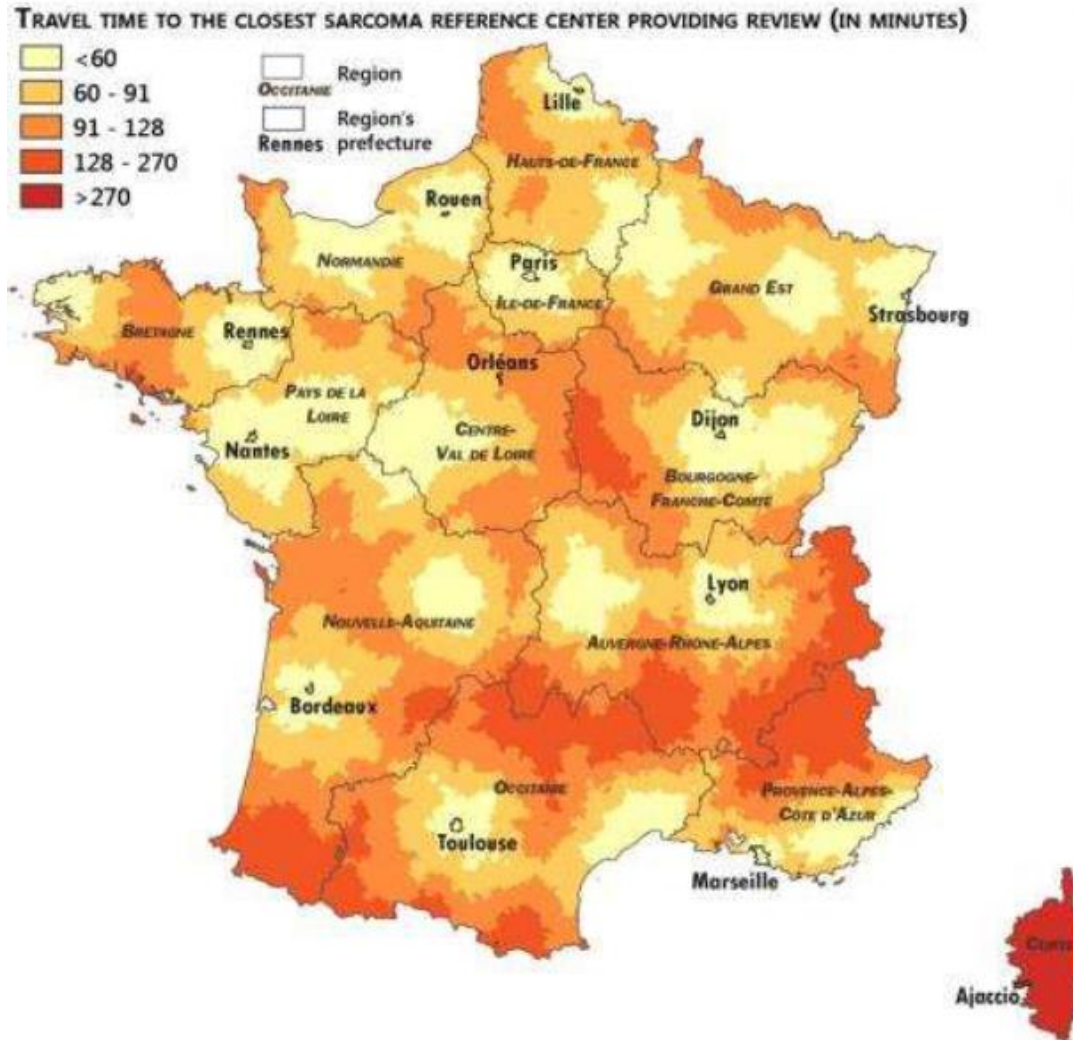 TRAVEL TIME TO THE CLOSEST SARCOMA REFERENCE CENTER PROVIDING REVIEW (IN MINUTES)
<60
60 - 91
91 - 128
128 - 270
>270
OCCITANIE
Region
Rennes
Region's
prefecture
Lille
HAUTS-DE-FRANCE
Rouen
NORMANDIE
Paris
ILE-DE-FRANCE
GRAND EST
Strasbourg
BRETAGNE
Rennes
Orléans
PAYS DE LA
LOIRE
Nantes
CENTRE-
VAL DE LOIRE
Dijon
BOURGOGNE-
FRANCHE-COMTÉ
Lyon
NOUVELLE-AQUITAINE
AUVERGNE-RHÔNE-ALPES
Bordeaux
OCCITANIE
PROVENCE-ALPES-
CÔTE D'AZUR
Toulouse
Marseille
Ajaccio